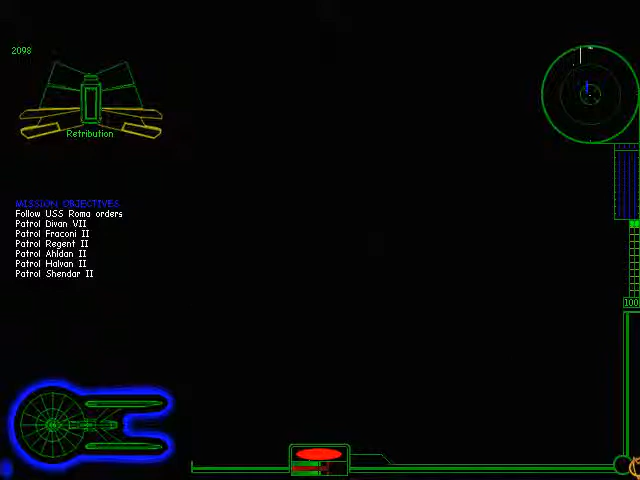 2098
Retribution
MISSION OBJECTIVES
Follow USS Roma orders
Patrol Divan VII
Patrol Fraconi II
Patrol Regent II
Patrol Ahldan II
Patrol Halvan II
Patrol Shendar II
100